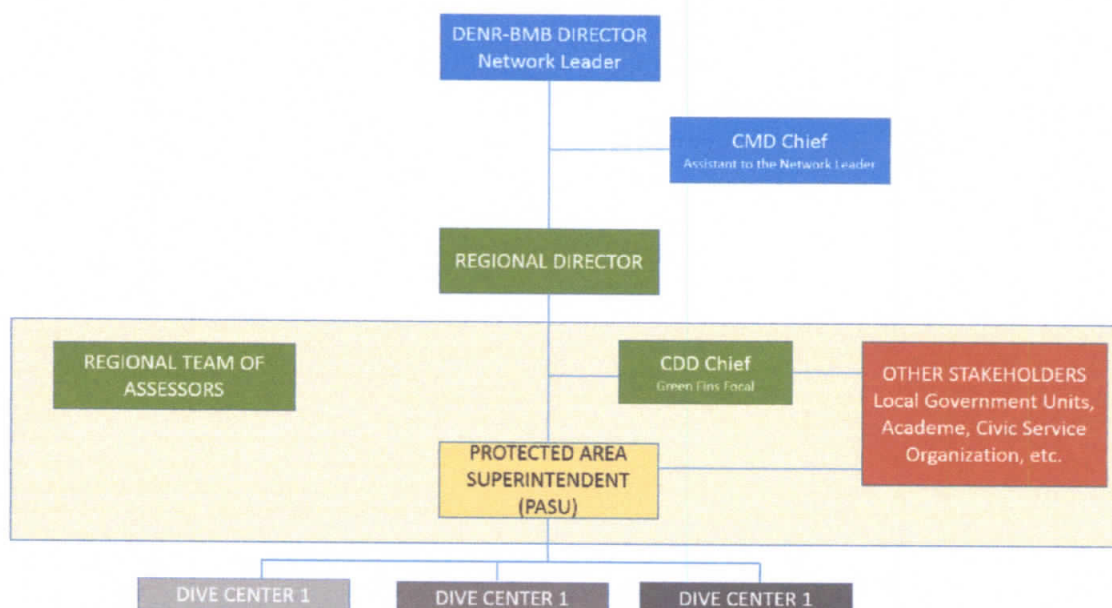 DENR-BMB DIRECTOR
Network Leader
CMD Chief
Assistant to the Network Leader
REGIONAL DIRECTOR
REGIONAL TEAM OF
ASSESSORS
CDD Chief
Green Fins Focal
OTHER STAKEHOLDERS
Local Government Units,
Academe, Civic Service
Organization, etc.
PROTECTED AREA
SUPERINTENDENT
(PASU)
DIVE CENTER 1
DIVE CENTER 1
DIVE CENTER 1